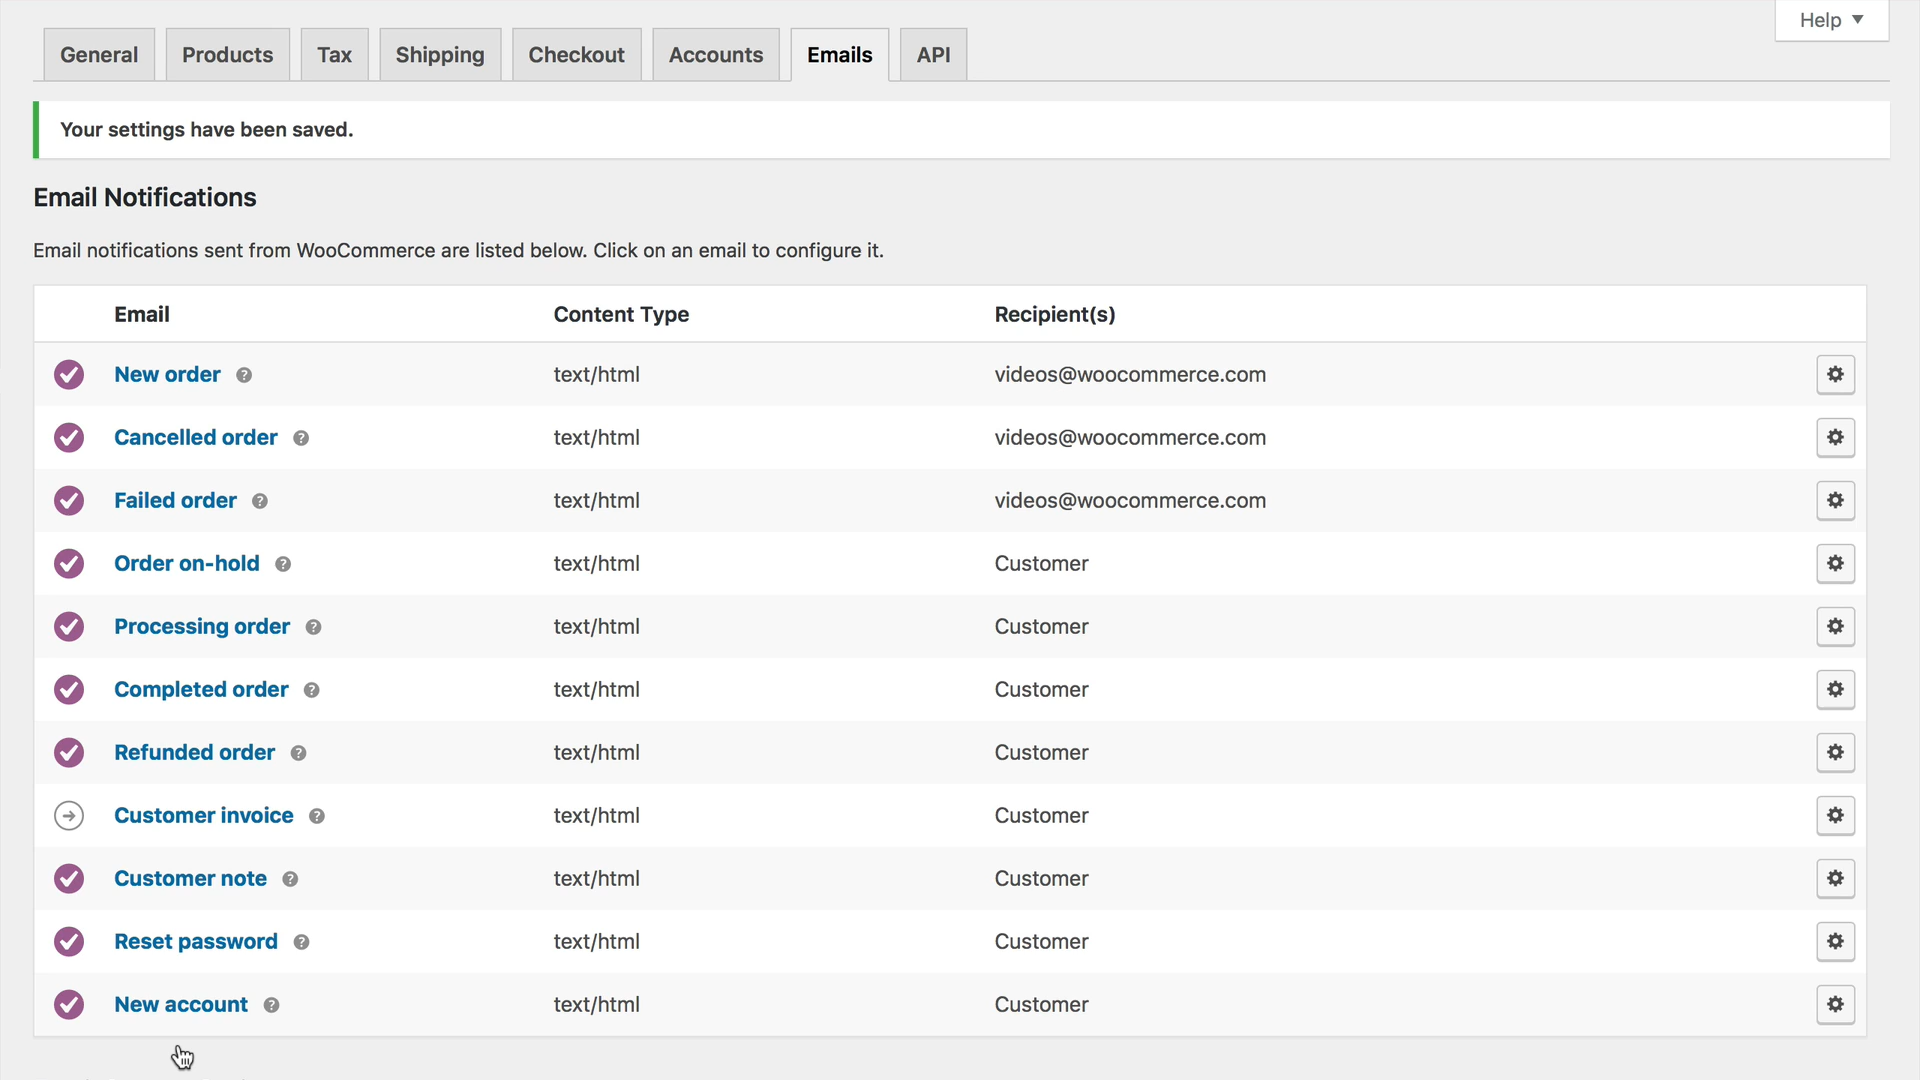 Help
General Products Tax Shipping Checkout Accounts Emails API
Your settings have been saved.
Email Notifications
Email notifications sent from WooCommerce are listed below. Click on an email to configure it.
Email Content Type Recipient(s)
New order ? text/html videos@woocommerce.com
Cancelled order ? text/html videos@woocommerce.com
Failed order ? text/html videos@woocommerce.com
Order on-hold ? text/html Customer
Processing order ? text/html Customer
Completed order ? text/html Customer
Refunded order ? text/html Customer
Customer invoice ? text/html Customer
Customer note ? text/html Customer
Reset password ? text/html Customer
New account ? text/html Customer